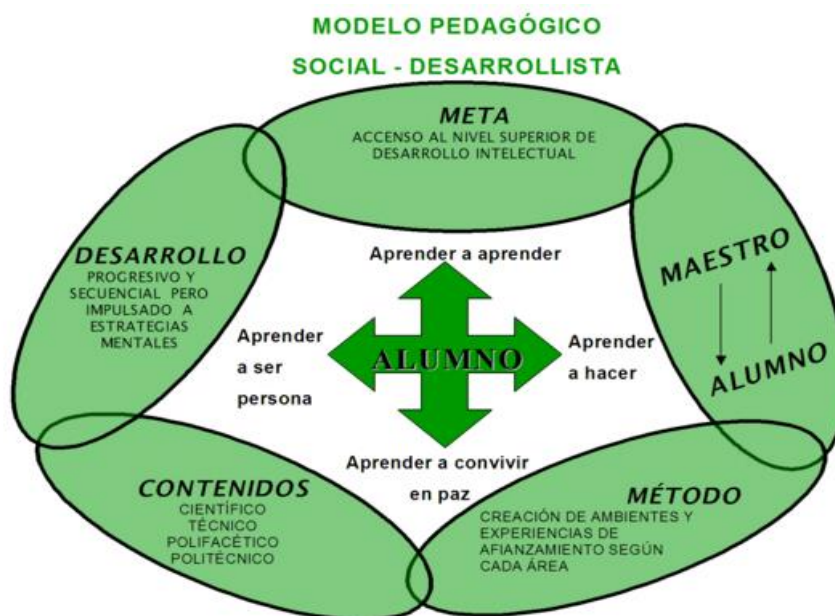 MODELO PEDAGÓGICO
SOCIAL - DESARROLLISTA
META
ACCENSO AL NIVEL SUPERIOR DE
DESARROLLO INTELECTUAL
MAESTRO
ALUMNO
DESARROLLO
PROGRESIVO Y
SECUENCIAL PERO
IMPULSADO A
ESTRATEGIAS
MENTALES
Aprender a aprender
Aprender
a ser
persona
ALUMNO
Aprender
a hacer
Aprender a convivir
en paz
CONTENIDOS
CIENTÍFICO
TÉCNICO
POLIFACÉTICO
POLITÉCNICO
MÉTODO
CREACIÓN DE AMBIENTES Y
EXPERIENCIAS DE
AFIANZAMIENTO SEGÚN
CADA ÁREA